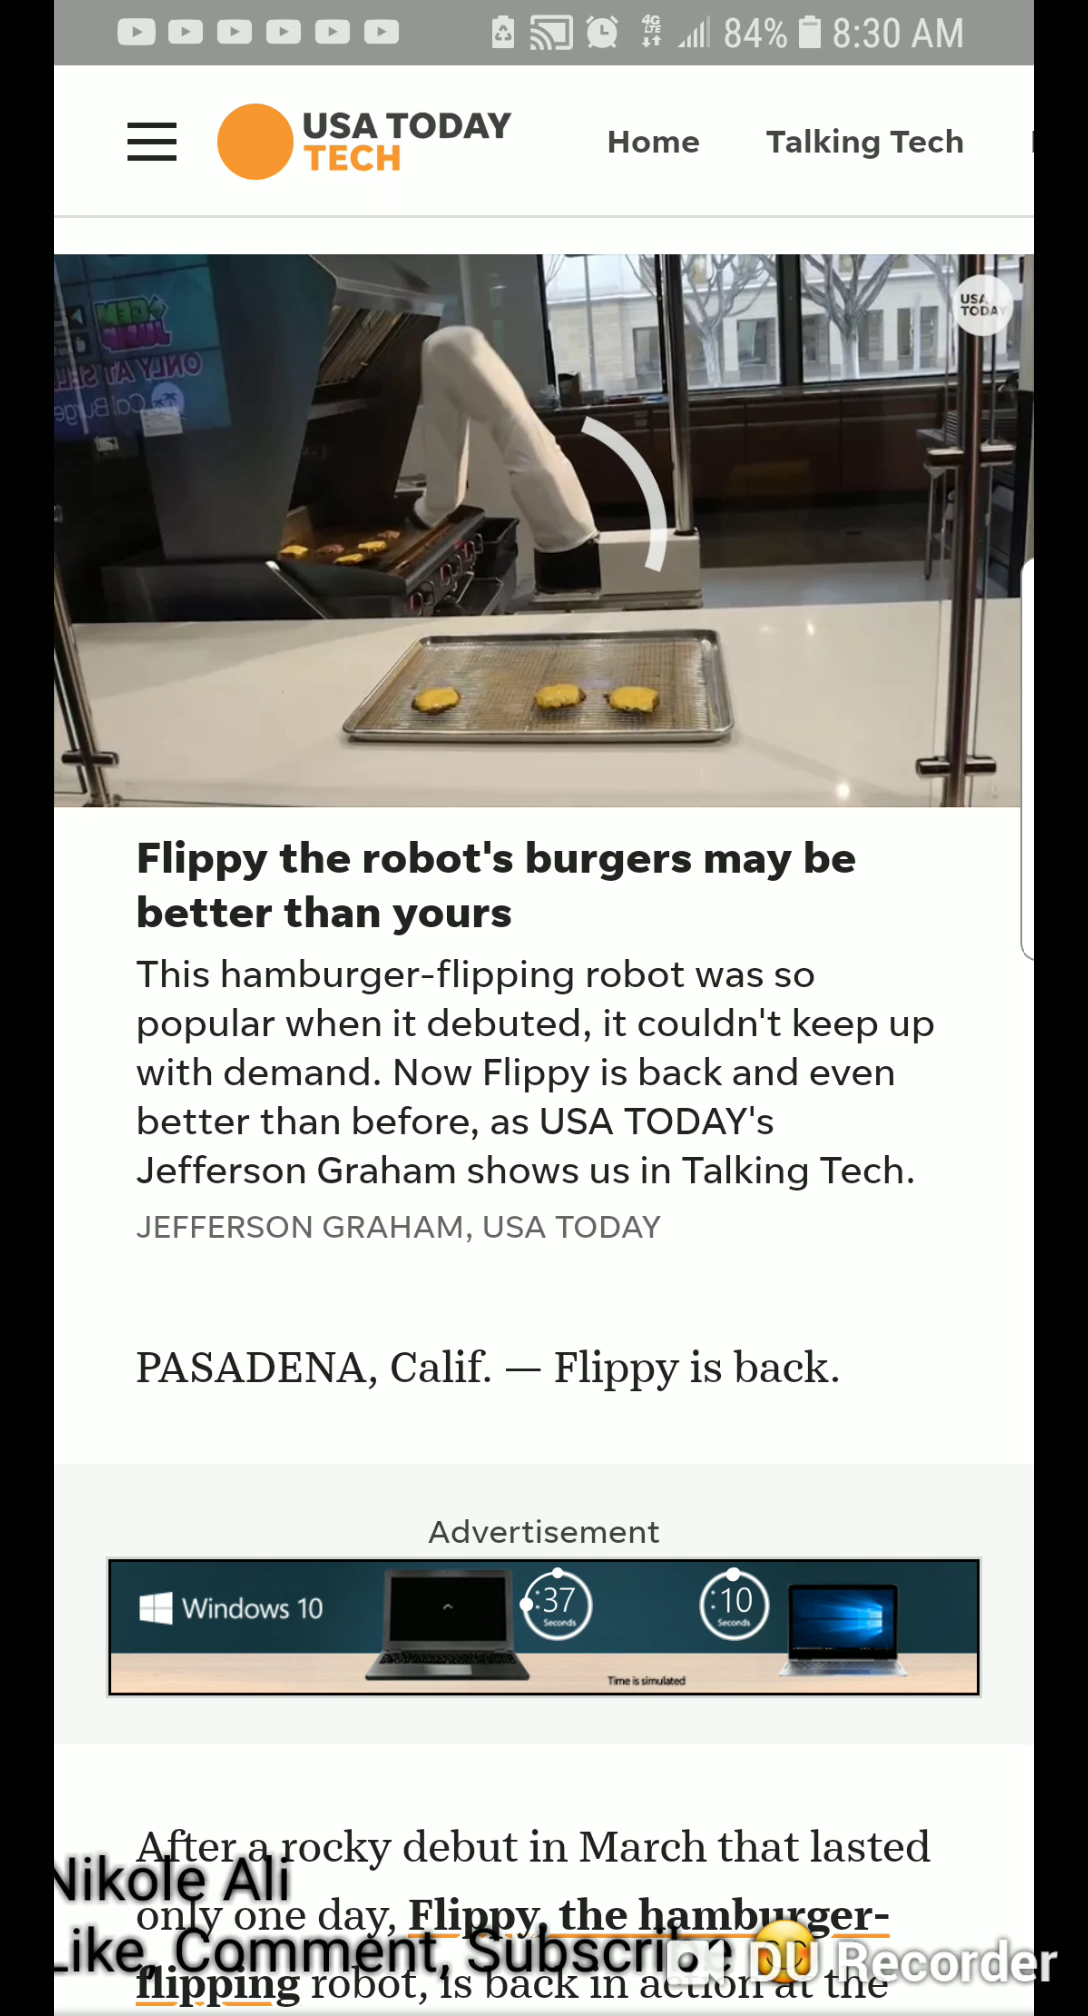 84% 8:30 AM
USA TODAY
TECH
Home
Talking Tech
USA
TODAY
ONLY AT
Flippy the robot's burgers may be
better than yours
This hamburger-flipping robot was so
popular when it debuted, it couldn't keep up
with demand. Now Flippy is back and even
better than before, as USA TODAY's
Jefferson Graham shows us in Talking Tech.
JEFFERSON GRAHAM, USA TODAY
PASADENA, Calif. — Flippy is back.
Advertisement
Windows 10
:37
Seconds
:10
Seconds
Time is simulated
After a rocky debut in March that lasted
only one day, Flippy, the hamburger-
flipping robot, is back in action at the
Nikole Ali
Like, Comment, Subscribe 😊
DU Recorder